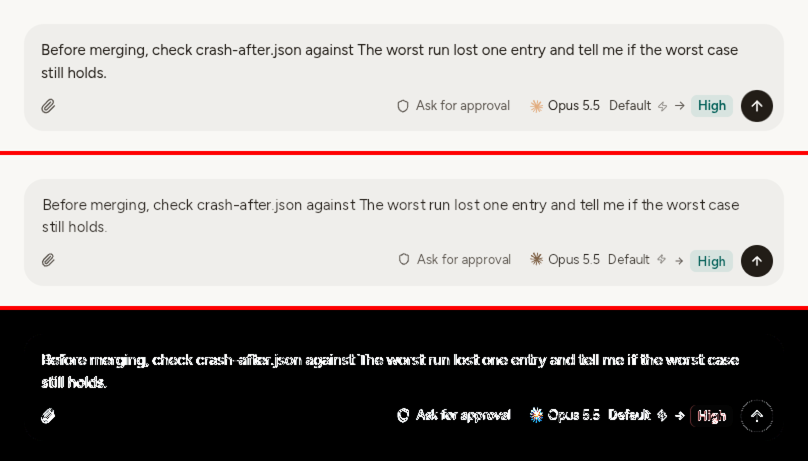 Before merging, check crash-after.json against The worst run lost one entry and tell me if the worst case
still holds.
Ask for approval Opus 5.5 Default High
Before merging, check crash-after.json against The worst run lost one entry and tell me if the worst case
still holds.
Ask for approval Opus 5.5 Default High
Before merging, check crash-after.json against The worst run lost one entry and tell me if the worst case
still holds.
Ask for approval Opus 5.5 Default High